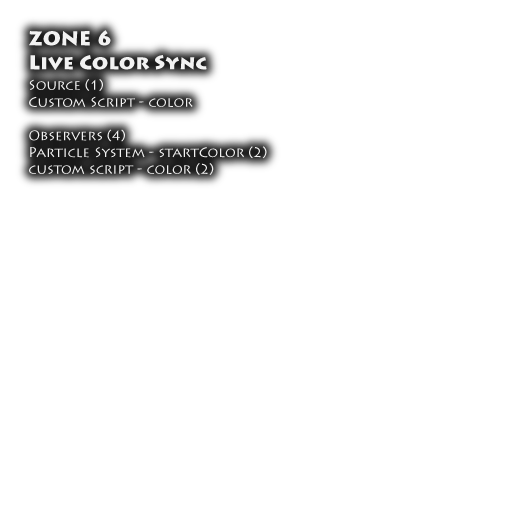 ZONE 6
Live Color Sync
Source (1)
Custom Script - color
Observers (4)
Particle System - startColor (2)
custom script - color (2)